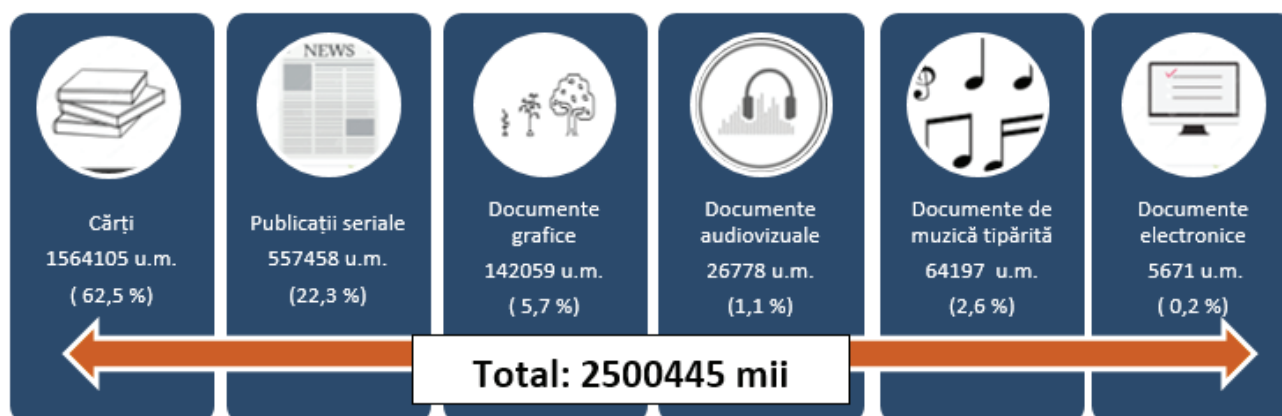 NEWS
Cărți
1564105 u.m.
( 62,5 %)
Publicații seriale
557458 u.m.
(22,3 %)
Documente
grafice
142059 u.m.
( 5,7 %)
Documente
audiovizuale
26778 u.m.
(1,1 %)
Documente de
muzică tipărită
64197 u.m.
(2,6 %)
Documente
electronice
5671 u.m.
( 0,2 %)
Total: 2500445 mii